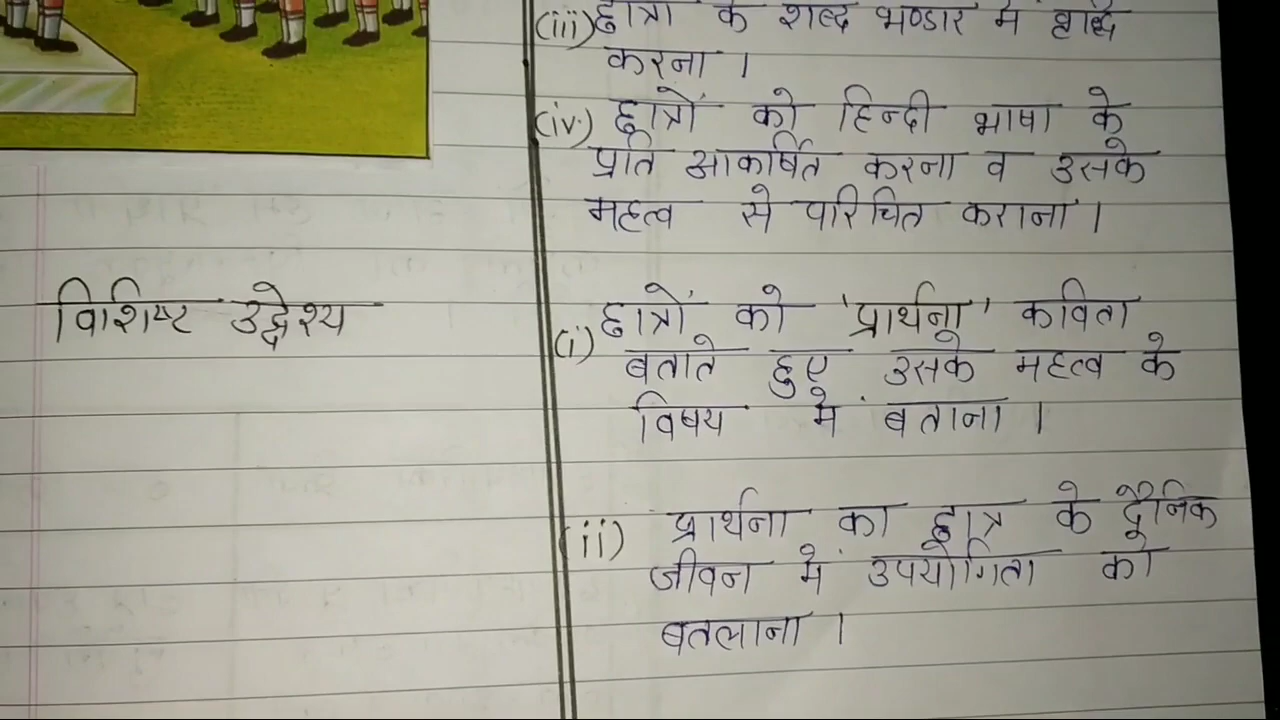 (iii) छात्रों के शब्द भण्डार में वृद्धि
करना ।
(iv) छात्रों को हिन्दी भाषा के
प्रति आकर्षित करना व उसके
महत्व से परिचित कराना ।
विशिष्ट उद्देश्य
(i) छात्रों को 'प्रार्थना' कविता
बताते हुए उसके महत्व के
विषय में बताना ।
(ii) प्रार्थना का छात्र के दैनिक
जीवन में उपयोगिता को
बतलाना ।